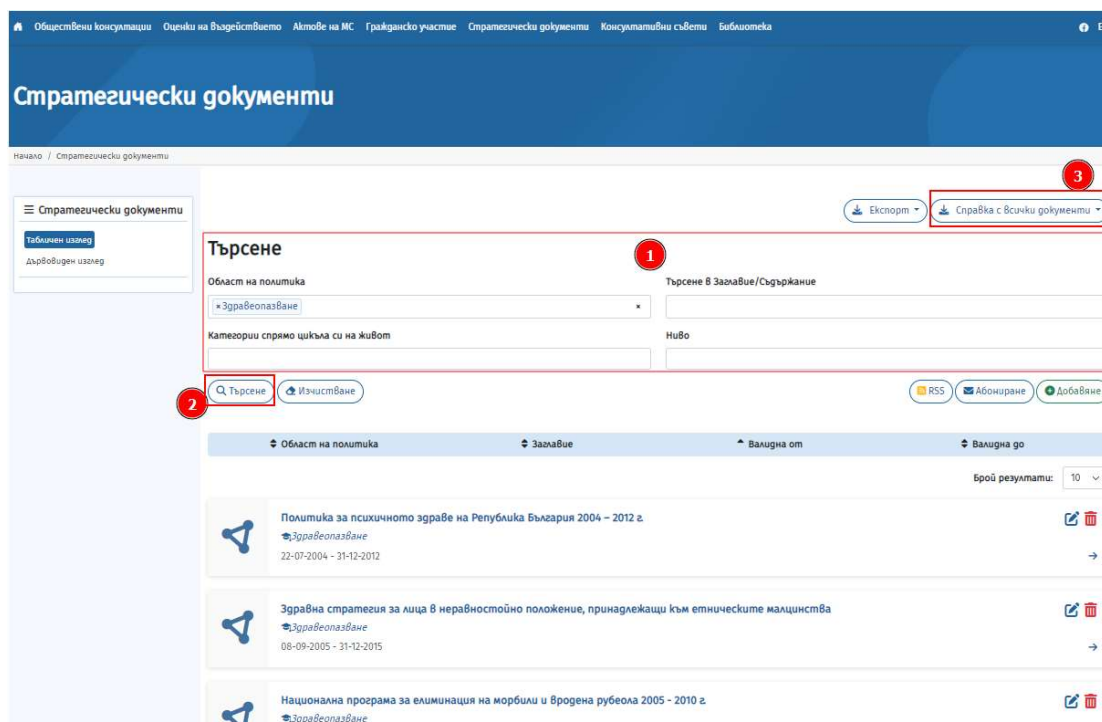 Обществени консултации Оценки на въздействието Актове на МС Гражданско участие Стратегически документи Консултативни съвети Библиотека
Стратегически документи
Начало / Стратегически документи
3
Стратегически документи
Експорт
Справка с всички документи
Табличен изглед
Дървовиден изглед
Търсене
1
Област на политика
Търсене в Заглавие/Съдържание
×Здравеопазване ×
Категории спрямо цикъла си на живот
Ниво
2
Търсене
Изчистване
RSS
Абониране
Добавяне
Област на политика Заглавие Валидна от Валидна до
Брой резултати: 10
Политика за психичното здраве на Република България 2004 – 2012 г.
Здравеопазване
22-07-2004 - 31-12-2012
Здравна стратегия за лица в неравностойно положение, принадлежащи към етническите малцинства
Здравеопазване
08-09-2005 - 31-12-2015
Национална програма за елиминация на морбили и вродена рубеола 2005 - 2010 г.
Здравеопазване